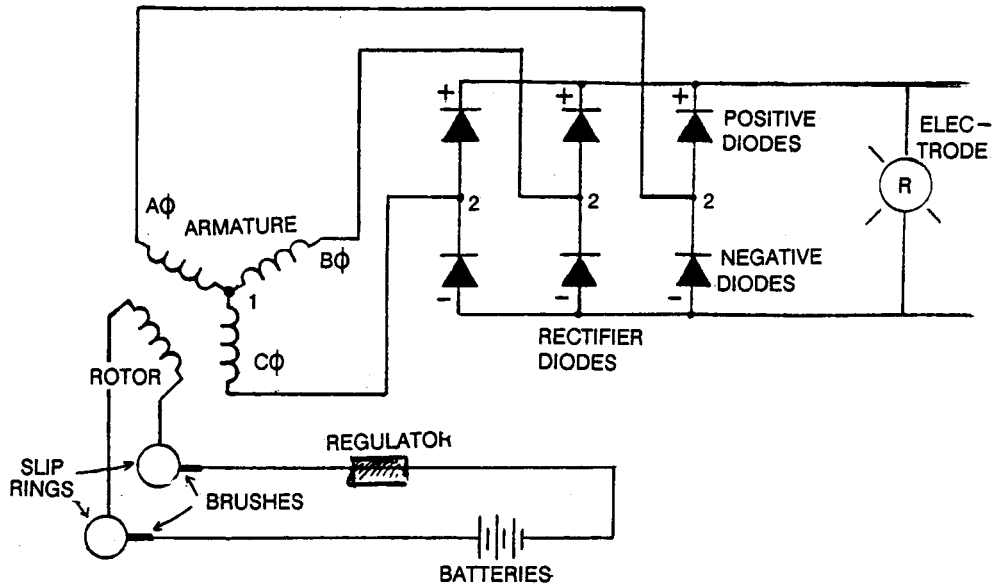 +
+
+
POSITIVE
DIODES
ELEC-
TRODE
R
AΦ
ARMATURE
BΦ
2
2
2
1
NEGATIVE
DIODES
-
-
-
RECTIFIER
DIODES
CΦ
ROTOR
REGULATOR
SLIP
RINGS
BRUSHES
BATTERIES